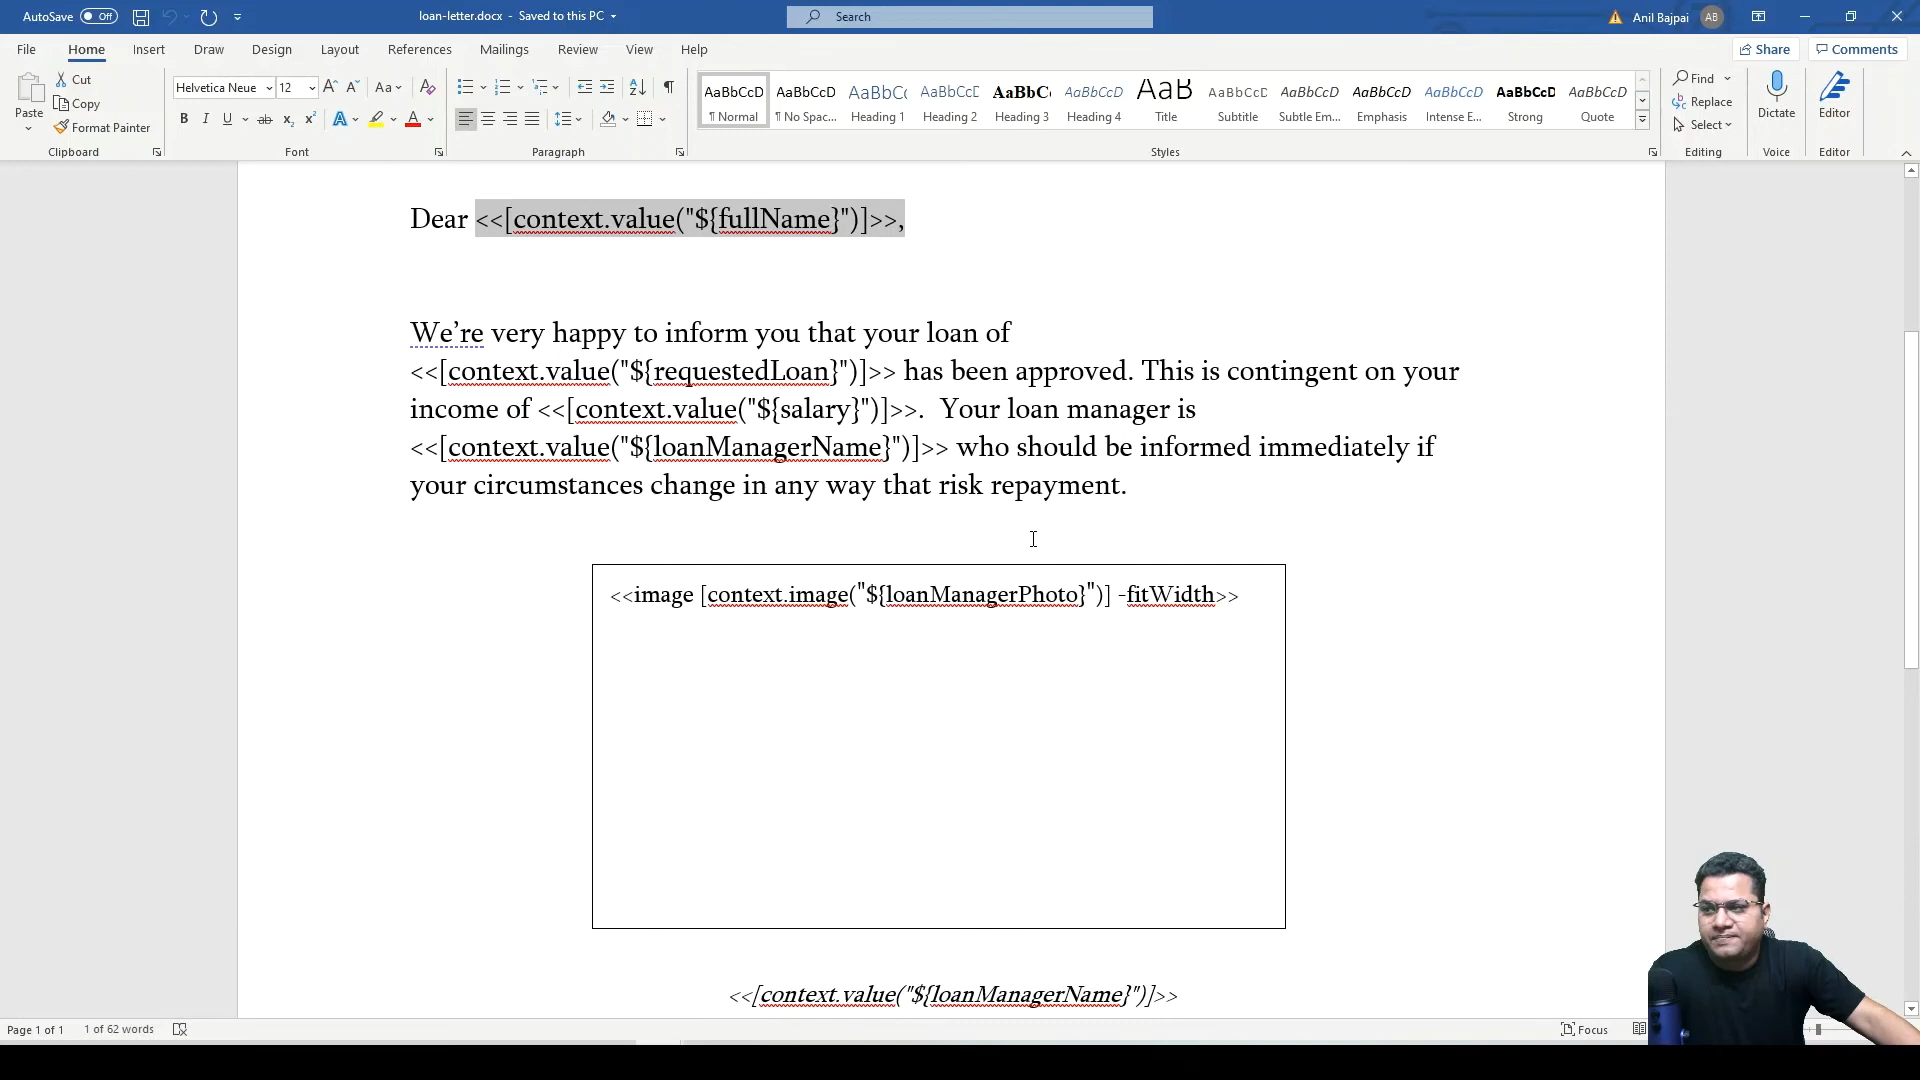 AutoSave Off loan-letter.docx - Saved to this PC Search Anil Bajpai AB
File Home Insert Draw Design Layout References Mailings Review View Help Share Comments
Paste Cut Copy Format Painter
Clipboard
Helvetica Neue 12 Aa
Font
Paragraph
AaBbCcD AaBbCcD AaBbC( AaBbCcD AaBbC( AaBbCcD AaB AaBbCcD AaBbCcD AaBbCcD AaBbCcD AaBbCcD AaBbCcD
¶ Normal ¶ No Spac... Heading 1 Heading 2 Heading 3 Heading 4 Title Subtitle Subtle Em... Emphasis Intense E... Strong Quote
Styles
Find
Replace
Select
Editing
Dictate
Voice
Editor
Editor
Dear <<[context.value("${fullName}")]>>,
We’re very happy to inform you that your loan of
<<[context.value("${requestedLoan}")]>> has been approved. This is contingent on your
income of <<[context.value("${salary}")]>>.  Your loan manager is
<<[context.value("${loanManagerName}")]>> who should be informed immediately if
your circumstances change in any way that risk repayment.
<<image [context.image("${loanManagerPhoto}")] -fitWidth>>
<<[context.value("${loanManagerName}")]>>
Page 1 of 1 1 of 62 words Focus